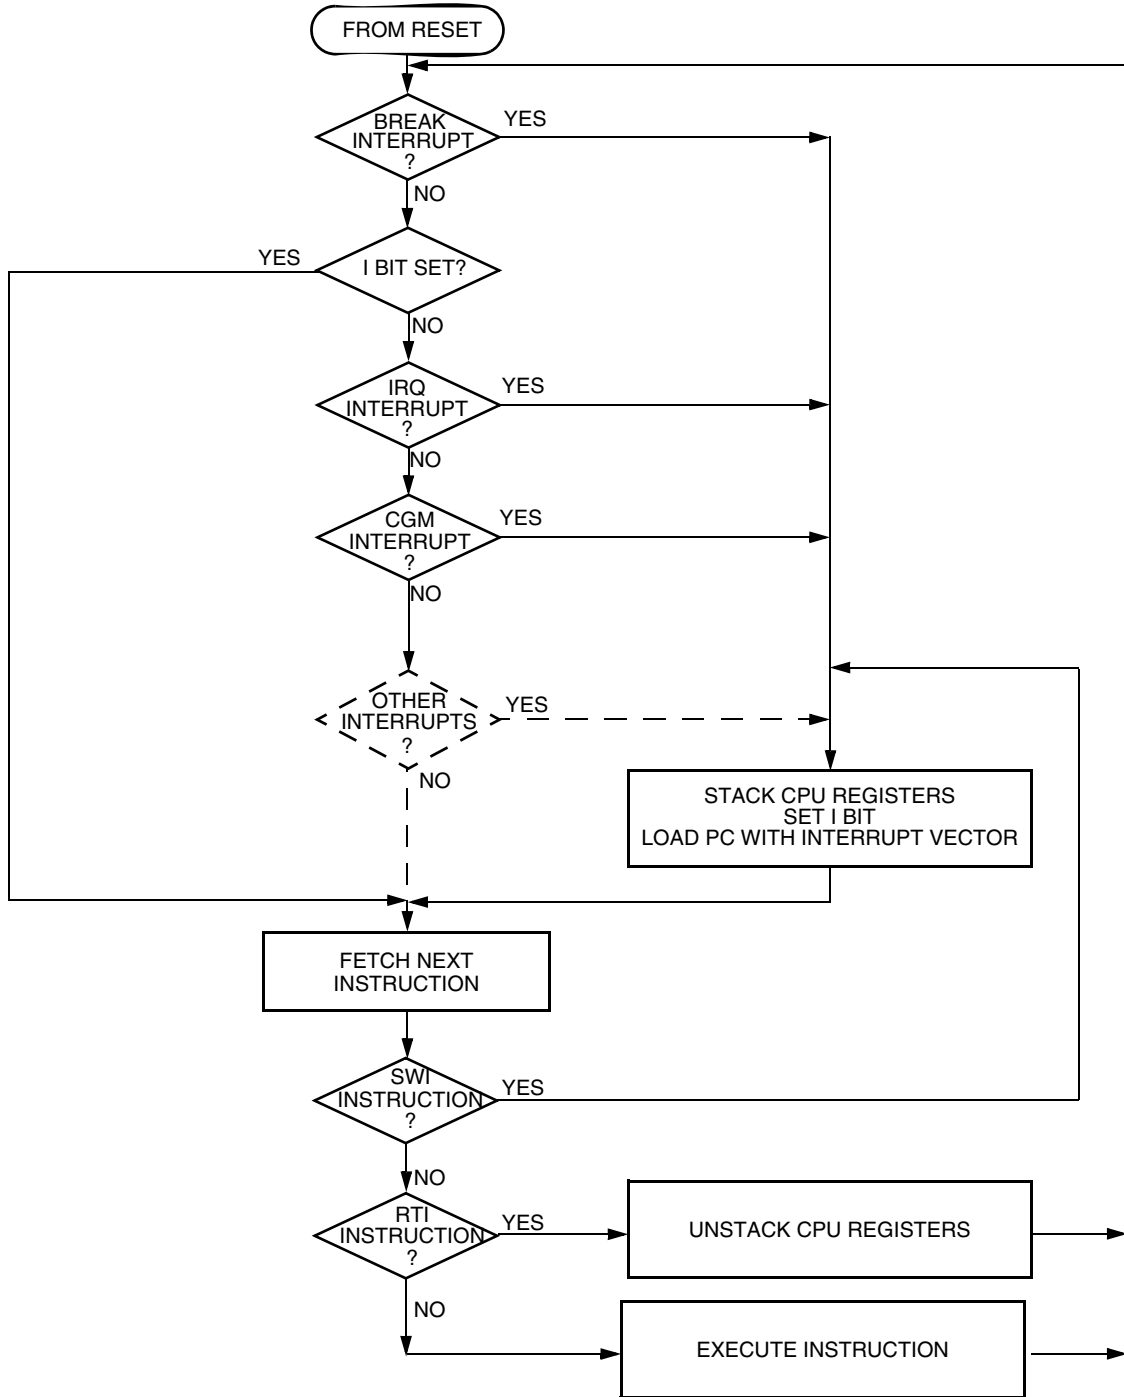 FROM RESET
BREAK
INTERRUPT
?
YES
NO
I BIT SET?
YES
NO
IRQ
INTERRUPT
?
YES
NO
CGM
INTERRUPT
?
YES
NO
OTHER
INTERRUPTS
?
YES
NO
STACK CPU REGISTERS
SET I BIT
LOAD PC WITH INTERRUPT VECTOR
FETCH NEXT
INSTRUCTION
SWI
INSTRUCTION
?
YES
NO
RTI
INSTRUCTION
?
YES
UNSTACK CPU REGISTERS
NO
EXECUTE INSTRUCTION